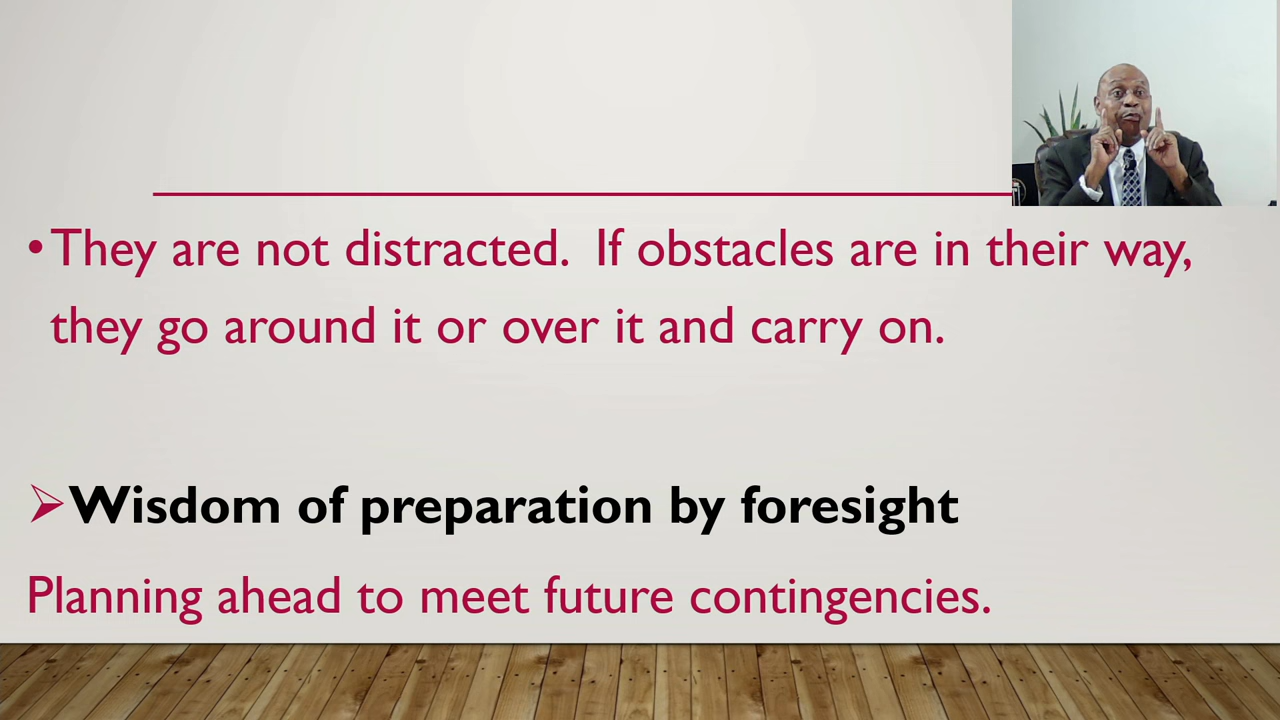 •They are not distracted.  If obstacles are in their way,
they go around it or over it and carry on.
➢Wisdom of preparation by foresight
Planning ahead to meet future contingencies.